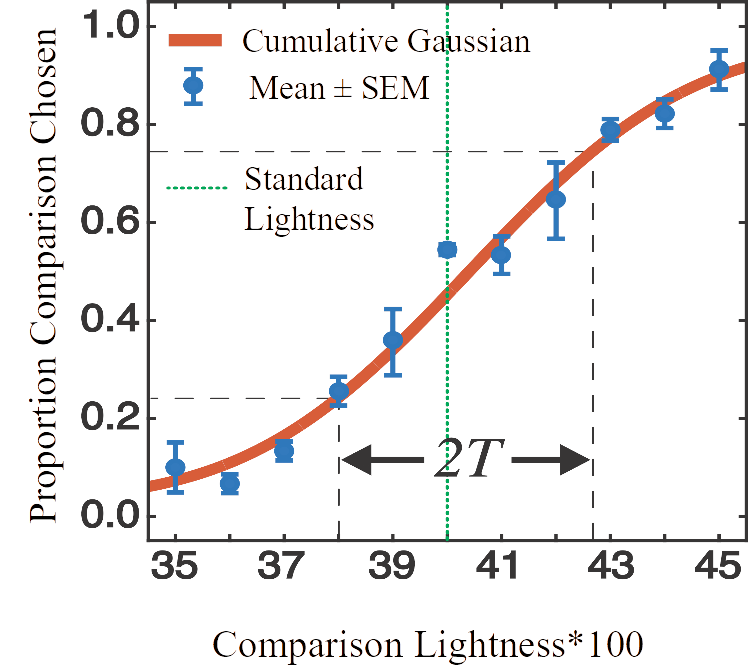 Proportion Comparison Chosen
1.0
0.8
0.6
0.4
0.2
0.0
Cumulative Gaussian
Mean ± SEM
Standard
Lightness
2T
35 37 39 41 43 45
Comparison Lightness*100